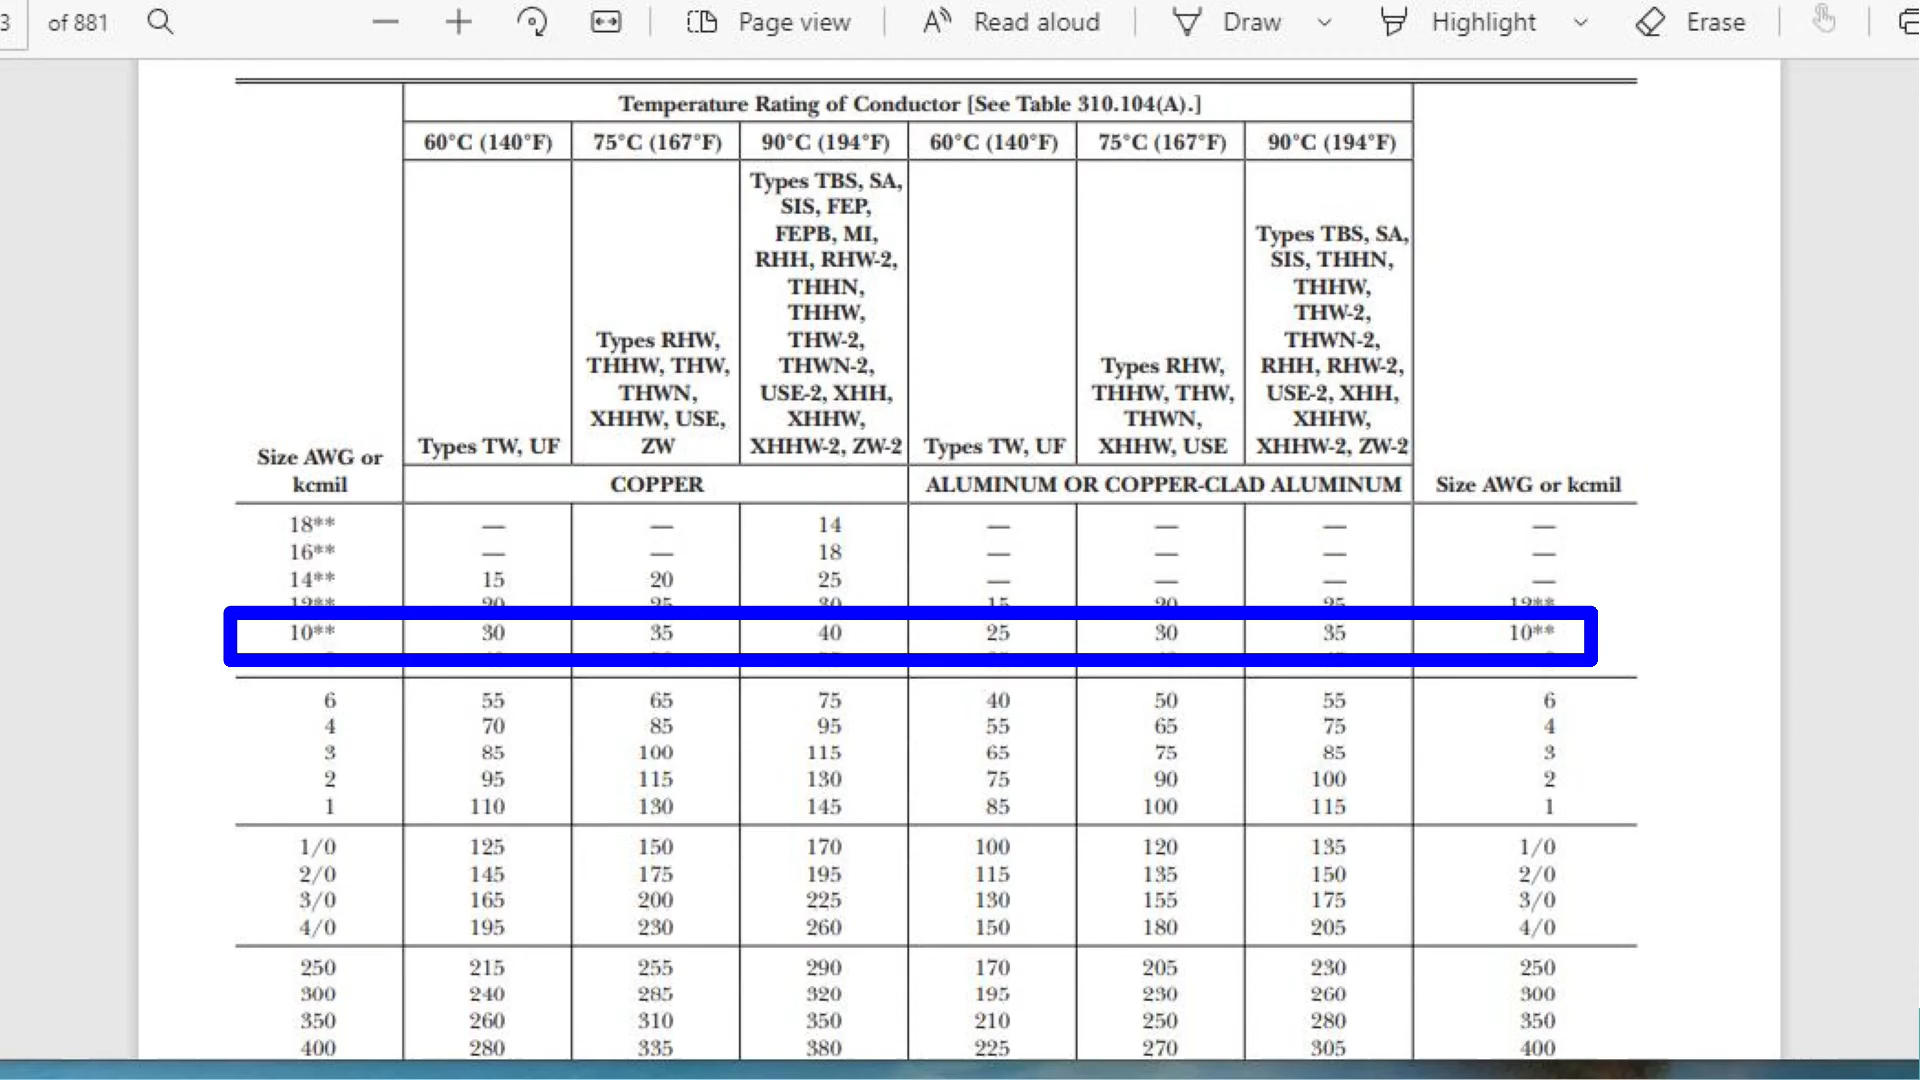 3 of 881 Page view Read aloud Draw Highlight Erase
Temperature Rating of Conductor [See Table 310.104(A).]
60°C (140°F) 75°C (167°F) 90°C (194°F) 60°C (140°F) 75°C (167°F) 90°C (194°F)
Size AWG or
kcmil
Types TW, UF
Types RHW,
THHW, THW,
THWN,
XHHW, USE,
ZW
Types TBS, SA,
SIS, FEP,
FEPB, MI,
RHH, RHW-2,
THHN,
THHW,
THW-2,
THWN-2,
USE-2, XHH,
XHHW,
XHHW-2, ZW-2
Types TW, UF
Types RHW,
THHW, THW,
THWN,
XHHW, USE
Types TBS, SA,
SIS, THHN,
THHW,
THW-2,
THWN-2,
RHH, RHW-2,
USE-2, XHH,
XHHW,
XHHW-2, ZW-2
COPPER ALUMINUM OR COPPER-CLAD ALUMINUM Size AWG or kcmil
18** — — 14 — — — —
16** — — 18 — — — —
14** 15 20 25 — — — —
12** 20 25 30 15 20 25 12**
10** 30 35 40 25 30 35 10**
6 55 65 75 40 50 55 6
4 70 85 95 55 65 75 4
3 85 100 115 65 75 85 3
2 95 115 130 75 90 100 2
1 110 130 145 85 100 115 1
1/0 125 150 170 100 120 135 1/0
2/0 145 175 195 115 135 150 2/0
3/0 165 200 225 130 155 175 3/0
4/0 195 230 260 150 180 205 4/0
250 215 255 290 170 205 230 250
300 240 285 320 195 230 260 300
350 260 310 350 210 250 280 350
400 280 335 380 225 270 305 400